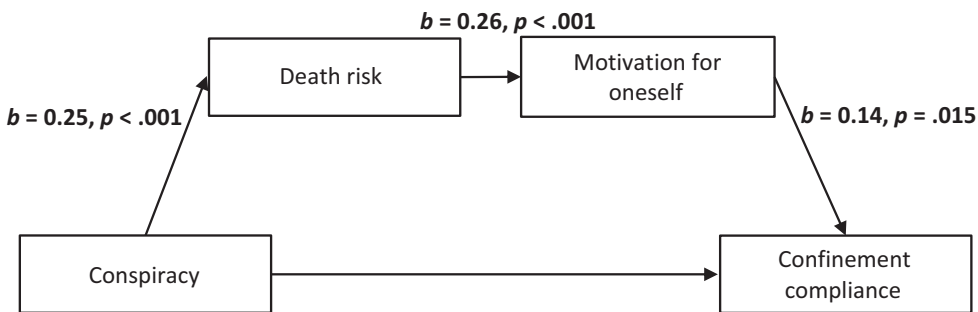 b = 0.26, p < .001
Death risk
Motivation for
oneself
b = 0.25, p < .001
b = 0.14, p = .015
Conspiracy
Confinement
compliance